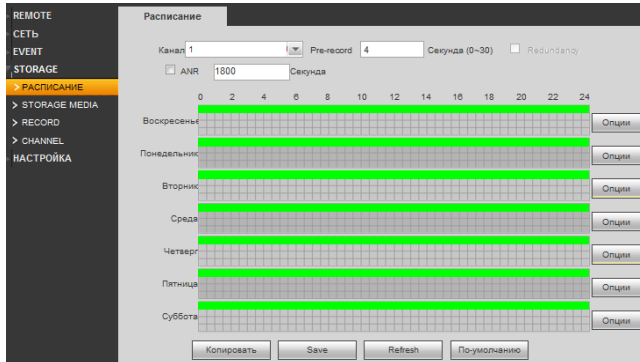 REMOTE
СЕТЬ
EVENT
STORAGE
> РАСПИСАНИЕ
> STORAGE MEDIA
> RECORD
> CHANNEL
НАСТРОЙКА
Расписание
Канал 1 Pre-record 4 Секунда (0~30) Redundancy
ANR 1800 Секунда
0 2 4 6 8 10 12 14 16 18 20 22 24
Воскресенье Опции
Понедельник Опции
Вторник Опции
Среда Опции
Четверг Опции
Пятница Опции
Суббота Опции
Копировать Save Refresh По-умолчанию